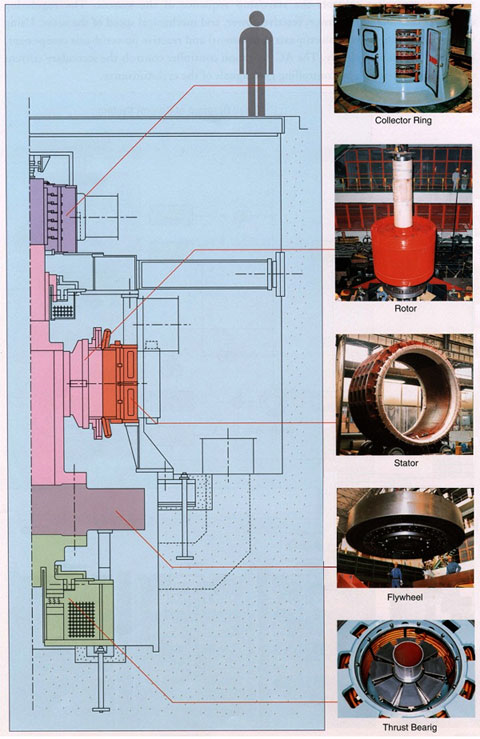 Collector Ring
Rotor
Stator
Flywheel
Thrust Bearig